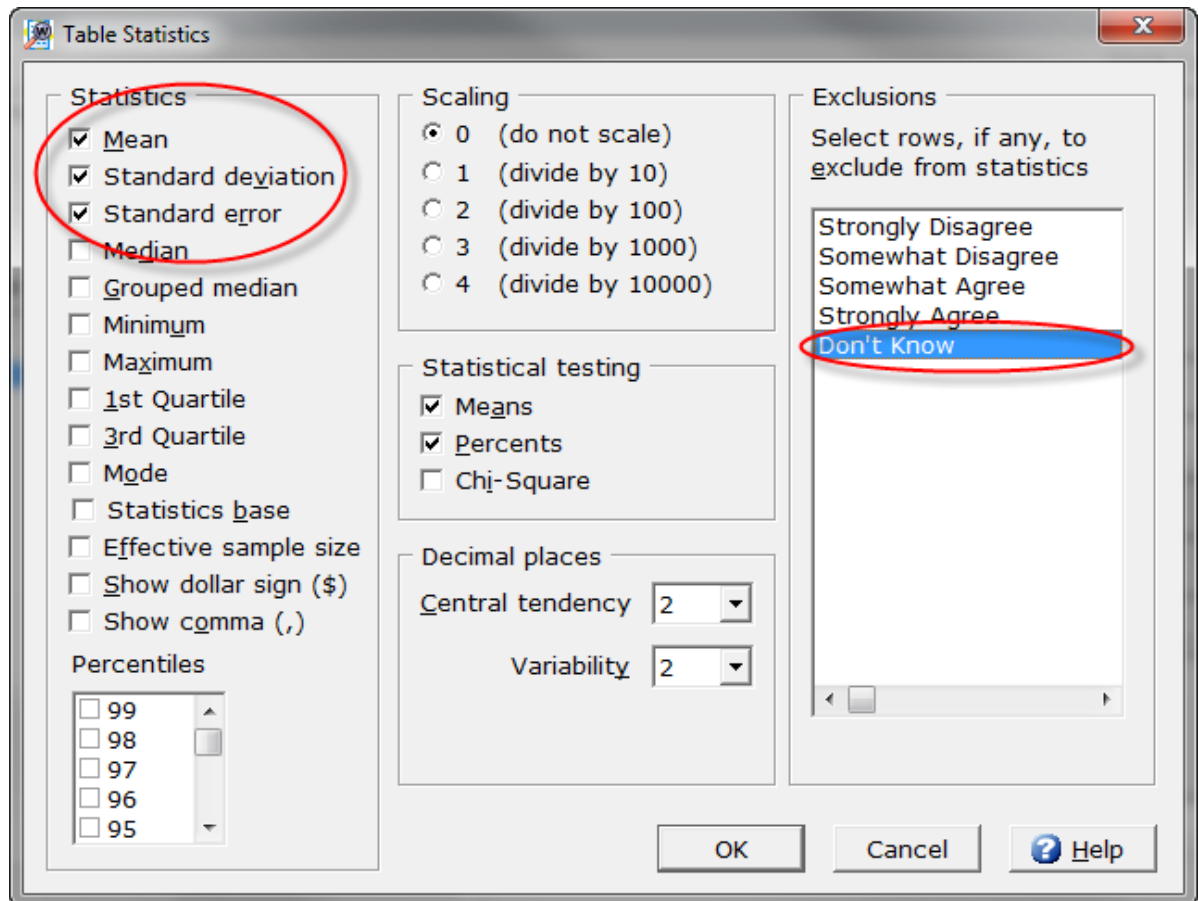 Table Statistics
Statistics
Mean
Standard deviation
Standard error
Median
Grouped median
Minimum
Maximum
1st Quartile
3rd Quartile
Mode
Statistics base
Effective sample size
Show dollar sign ($)
Show comma (,)
Percentiles
99
98
97
96
95
Scaling
0 (do not scale)
1 (divide by 10)
2 (divide by 100)
3 (divide by 1000)
4 (divide by 10000)
Statistical testing
Means
Percents
Chi-Square
Decimal places
Central tendency 2
Variability 2
Exclusions
Select rows, if any, to
exclude from statistics
Strongly Disagree
Somewhat Disagree
Somewhat Agree
Strongly Agree
Don't Know
OK
Cancel
Help